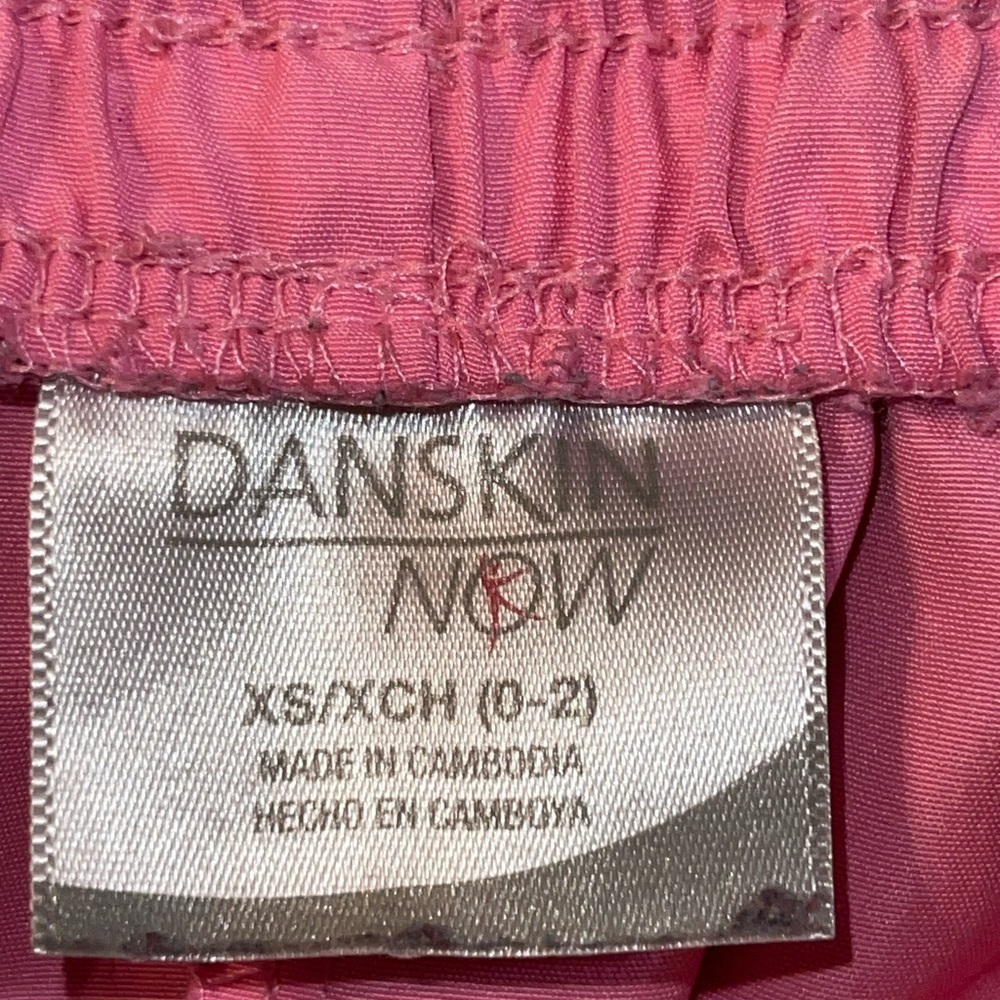 DANSKIN
NOW
XS/XCH (0-2)
MADE IN CAMBODIA
HECHO EN CAMBOYA